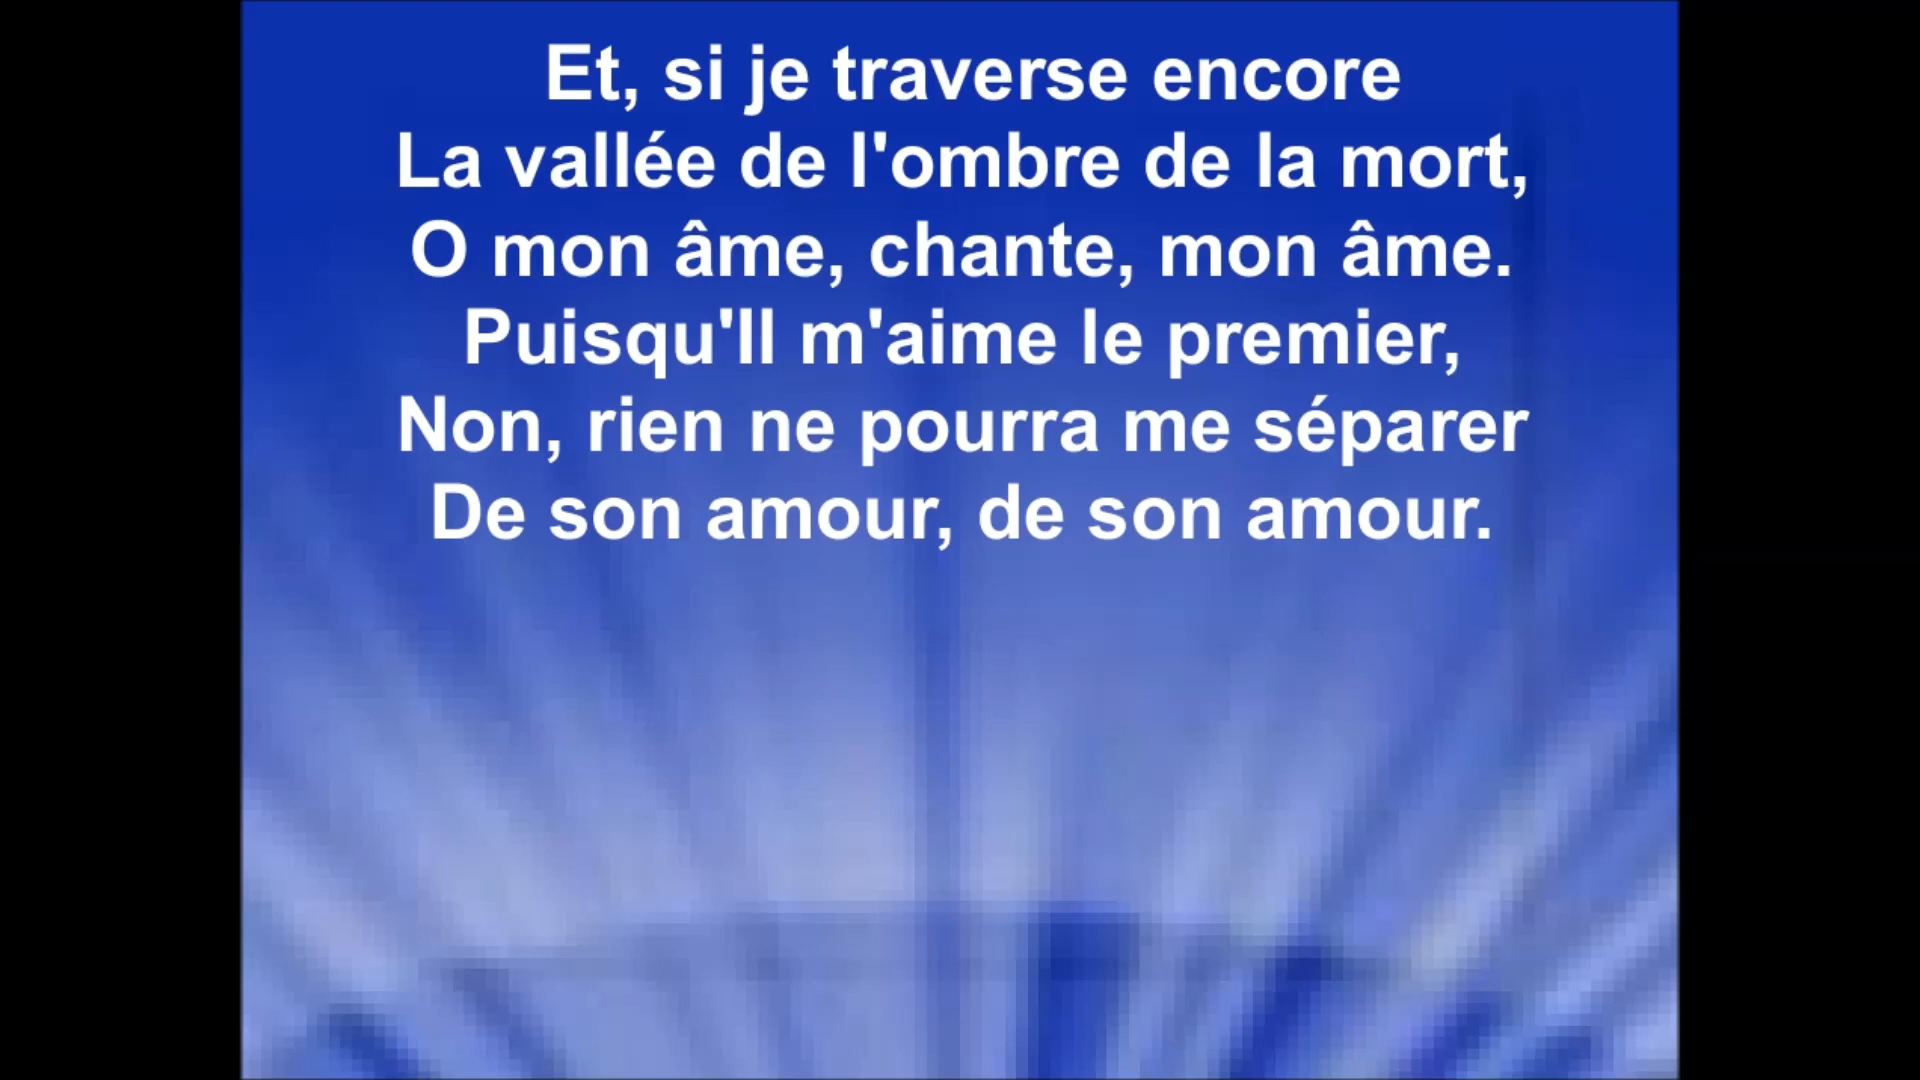 Et, si je traverse encore
La vallée de l'ombre de la mort,
O mon âme, chante, mon âme.
Puisqu'Il m'aime le premier,
Non, rien ne pourra me séparer
De son amour, de son amour.